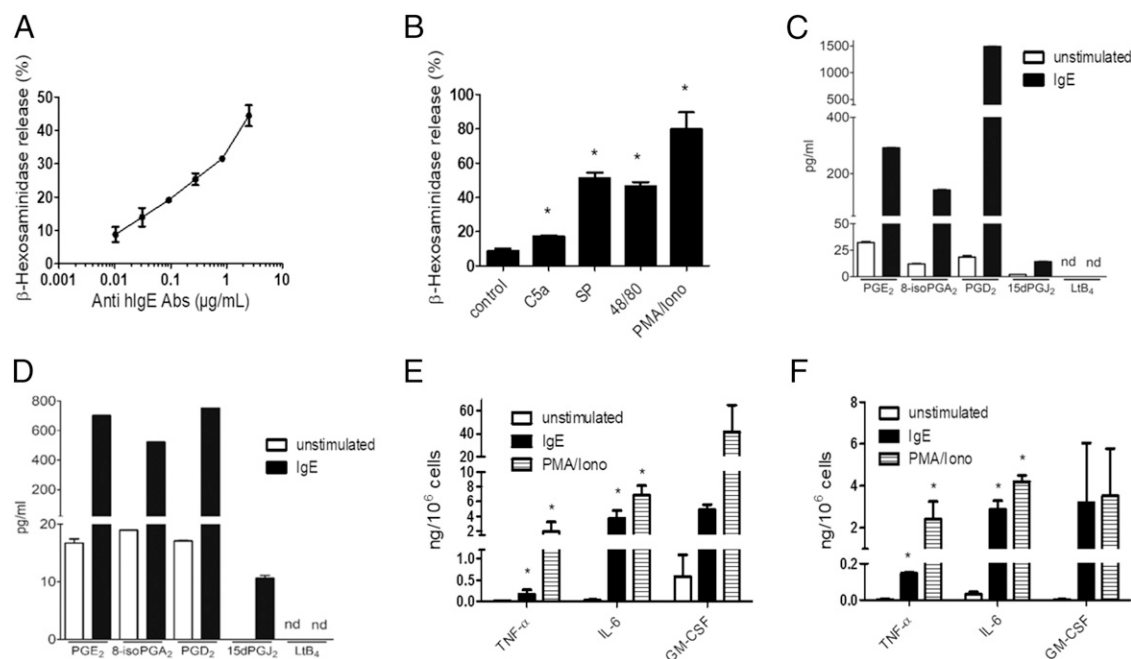 A
β-Hexosaminidase release (%)
50
40
30
20
10
0
0.001 0.01 0.1 1 10
Anti hIgE Abs (µg/mL)
B
β-Hexosaminidase release (%)
100
80
60
40
20
0
* * * *
control C5a SP 48/80 PMA/Iono
C
pg/ml
1500
1000
500
400
200
50
25
0
unstimulated
IgE
nd nd
PGE₂ 8-isoPGA₂ PGD₂ 15dPGJ₂ LtB₄
D
pg/ml
800
600
400
200
20
10
0
unstimulated
IgE
nd nd
PGE₂ 8-isoPGA₂ PGD₂ 15dPGJ₂ LtB₄
E
ng/10⁶ cells
60
40
20
8
6
4
2
1.0
0.5
0.0
unstimulated
IgE
PMA/Iono
* * * *
TNF-α IL-6 GM-CSF
F
ng/10⁶ cells
8
6
4
2
0.2
0.0
unstimulated
IgE
PMA/Iono
* * * *
TNF-α IL-6 GM-CSF